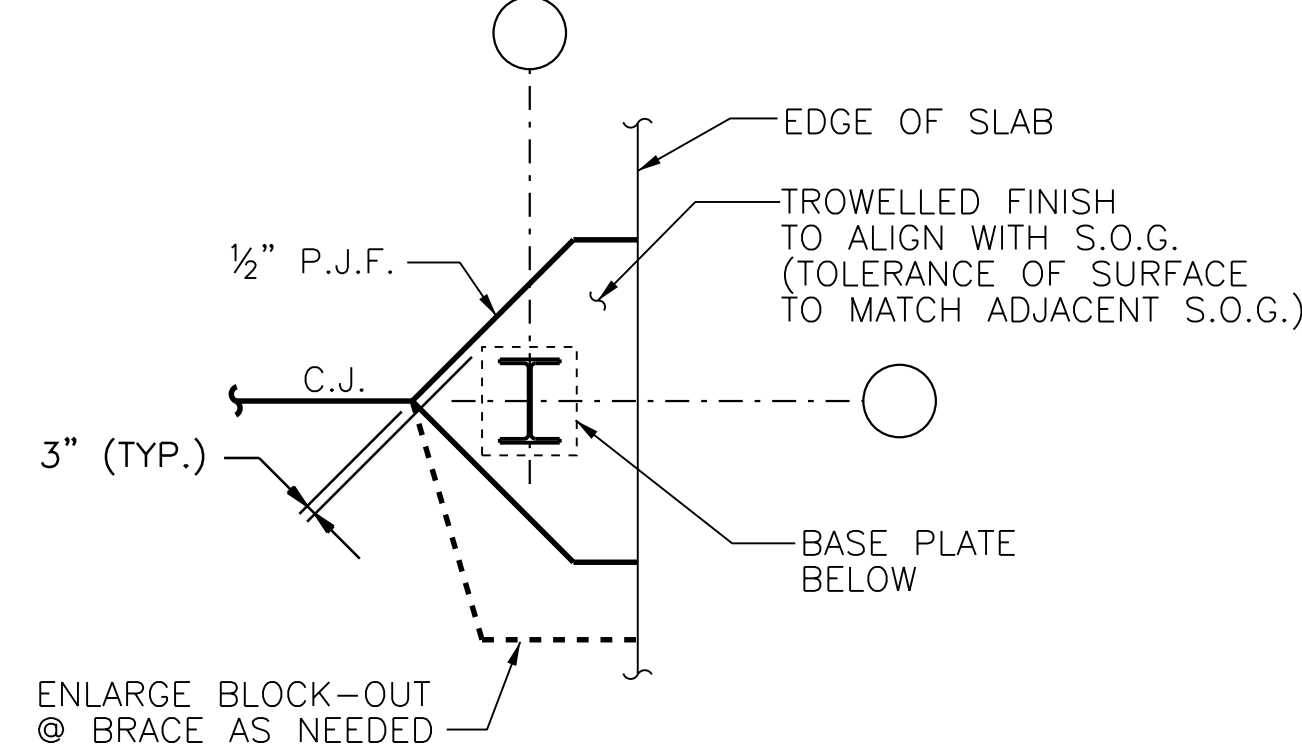 EDGE OF SLAB
TROWELLED FINISH
TO ALIGN WITH S.O.G.
(TOLERANCE OF SURFACE
TO MATCH ADJACENT S.O.G.)
½" P.J.F.
C.J.
3" (TYP.)
BASE PLATE
BELOW
ENLARGE BLOCK-OUT
@ BRACE AS NEEDED